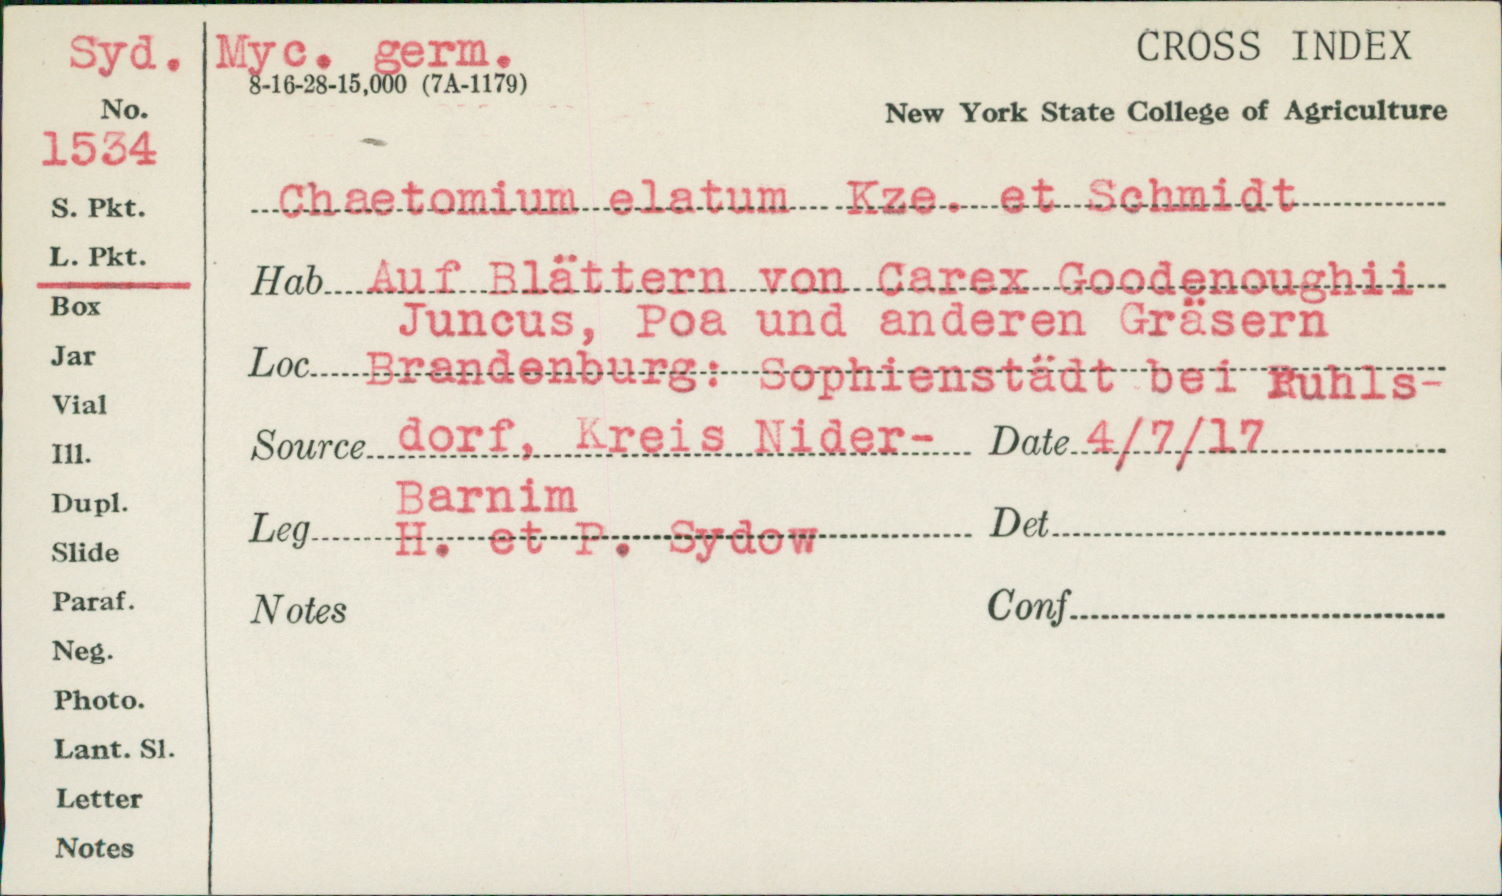 Syd. Myc. germ.
8-16-28-15,000 (7A-1179)
CROSS INDEX
New York State College of Agriculture
No.
1534
S. Pkt.
L. Pkt.
Box
Jar
Vial
Ill.
Dupl.
Slide
Paraf.
Neg.
Photo.
Lant. Sl.
Letter
Notes
Chaetomium elatum Kze. et Schmidt
Hab Auf Blättern von Carex Goodenoughii
Juncus, Poa und anderen Gräsern
Loc Brandenburg: Sophienstädt bei Ruhls-
Source dorf, Kreis Nider- Date 4/7/17
Barnim
Leg H. et P. Sydow Det
Notes Conf